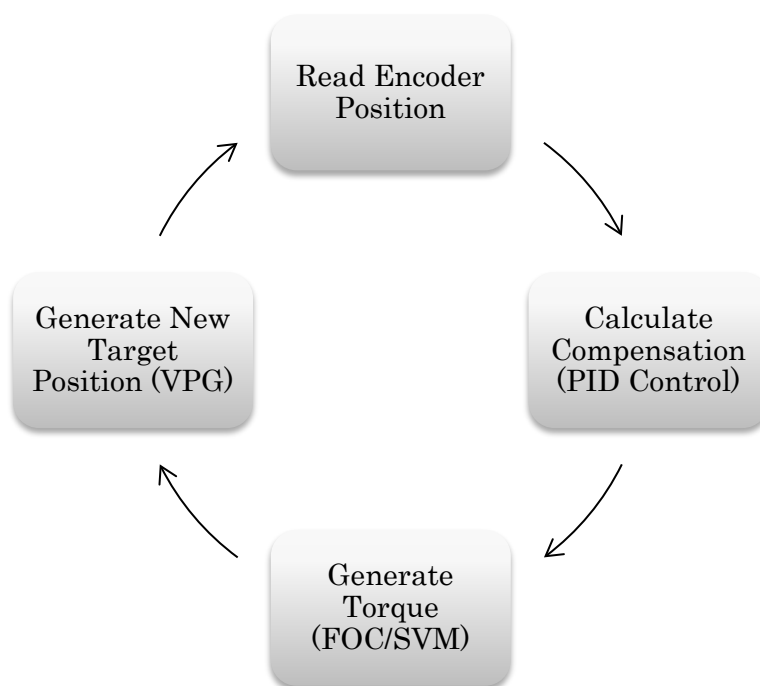 Read Encoder
Position
Calculate
Compensation
(PID Control)
Generate
Torque
(FOC/SVM)
Generate New
Target
Position (VPG)